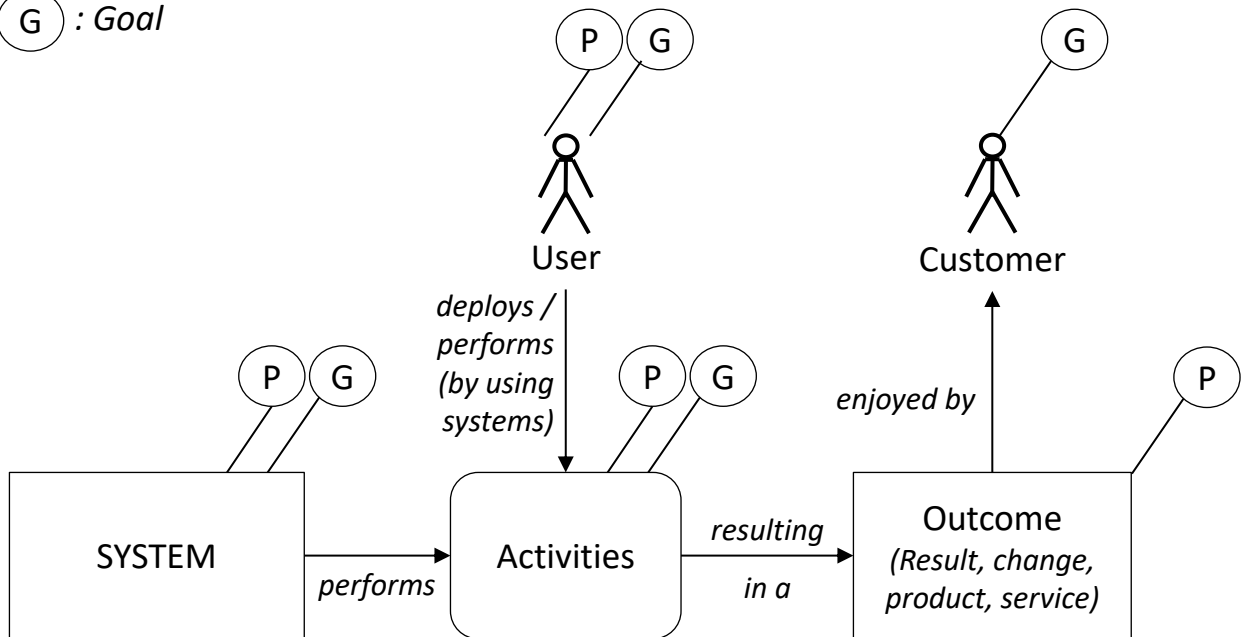 G : Goal
P G
G
User
Customer
deploys /
performs
(by using
systems)
P G
P G
enjoyed by
P
SYSTEM
performs
Activities
resulting
in a
Outcome
(Result, change,
product, service)